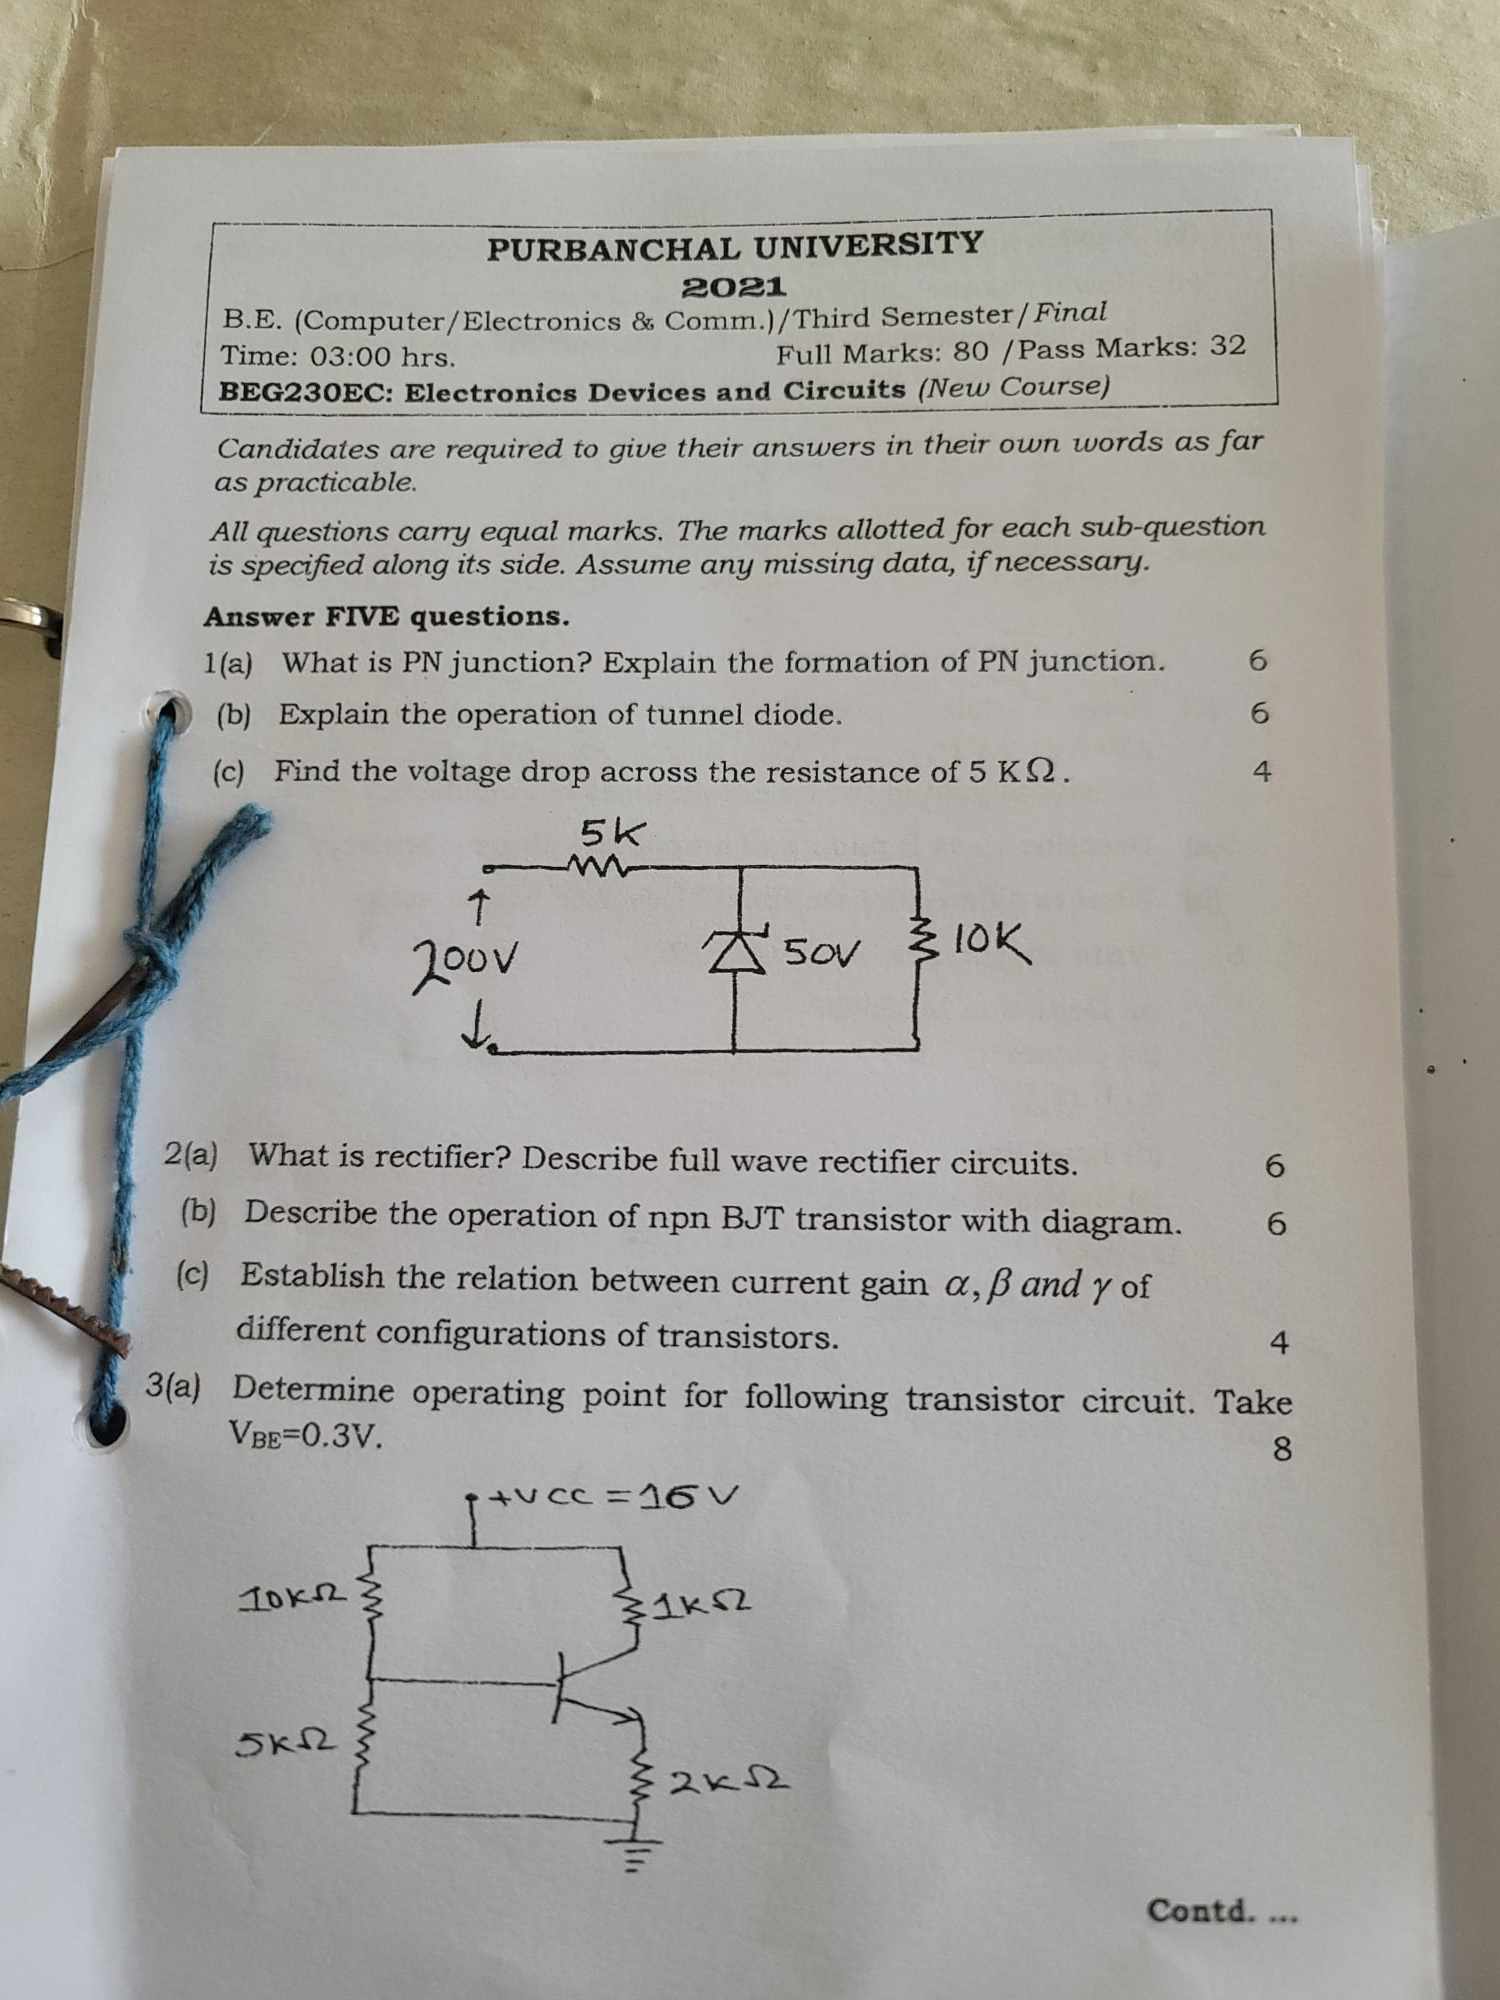 PURBANCHAL UNIVERSITY
2021
B.E. (Computer/Electronics & Comm.)/Third Semester/Final
Time: 03:00 hrs. Full Marks: 80 /Pass Marks: 32
BEG230EC: Electronics Devices and Circuits (New Course)
Candidates are required to give their answers in their own words as far
as practicable.
All questions carry equal marks. The marks allotted for each sub-question
is specified along its side. Assume any missing data, if necessary.
Answer FIVE questions.
1(a) What is PN junction? Explain the formation of PN junction. 6
(b) Explain the operation of tunnel diode. 6
(c) Find the voltage drop across the resistance of 5 KΩ. 4
5K
200V
50V
10K
2(a) What is rectifier? Describe full wave rectifier circuits. 6
(b) Describe the operation of npn BJT transistor with diagram. 6
(c) Establish the relation between current gain α, β and γ of
different configurations of transistors. 4
3(a) Determine operating point for following transistor circuit. Take
VBE=0.3V. 8
+VCC = 16V
10KΩ
1KΩ
5KΩ
2KΩ
Contd. ...